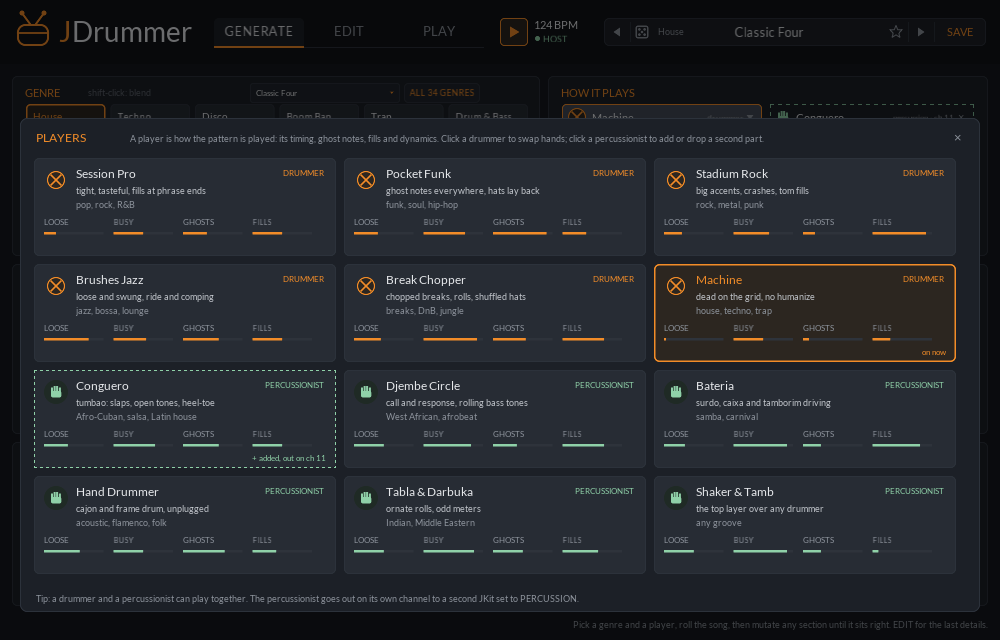 JDrummer
GENERATE
EDIT
PLAY
124 BPM
HOST
House
Classic Four
SAVE
GENRE
shift-click: blend
Classic Four
ALL 34 GENRES
HOW IT PLAYS
House
Techno
Disco
Boom Bap
Trap
Drum & Bass
Machine
Conguero
PLAYERS
A player is how the pattern is played: its timing, ghost notes, fills and dynamics. Click a drummer to swap hands; click a percussionist to add or drop a second part.
×
Session Pro
DRUMMER
tight, tasteful, fills at phrase ends
pop, rock, R&B
LOOSE BUSY GHOSTS FILLS
Pocket Funk
DRUMMER
ghost notes everywhere, hats lay back
funk, soul, hip-hop
LOOSE BUSY GHOSTS FILLS
Stadium Rock
DRUMMER
big accents, crashes, tom fills
rock, metal, punk
LOOSE BUSY GHOSTS FILLS
Brushes Jazz
DRUMMER
loose and swung, ride and comping
jazz, bossa, lounge
LOOSE BUSY GHOSTS FILLS
Break Chopper
DRUMMER
chopped breaks, rolls, shuffled hats
breaks, DnB, jungle
LOOSE BUSY GHOSTS FILLS
Machine
DRUMMER
dead on the grid, no humanize
house, techno, trap
LOOSE BUSY GHOSTS FILLS
on now
Conguero
PERCUSSIONIST
tumbao: slaps, open tones, heel-toe
Afro-Cuban, salsa, Latin house
LOOSE BUSY GHOSTS FILLS
+ added, out on ch 11
Djembe Circle
PERCUSSIONIST
call and response, rolling bass tones
West African, afrobeat
LOOSE BUSY GHOSTS FILLS
Bateria
PERCUSSIONIST
surdo, caixa and tamborim driving
samba, carnival
LOOSE BUSY GHOSTS FILLS
Hand Drummer
PERCUSSIONIST
cajon and frame drum, unplugged
acoustic, flamenco, folk
LOOSE BUSY GHOSTS FILLS
Tabla & Darbuka
PERCUSSIONIST
ornate rolls, odd meters
Indian, Middle Eastern
LOOSE BUSY GHOSTS FILLS
Shaker & Tamb
PERCUSSIONIST
the top layer over any drummer
any groove
LOOSE BUSY GHOSTS FILLS
Tip: a drummer and a percussionist can play together. The percussionist goes out on its own channel to a second JKit set to PERCUSSION.
Pick a genre and a player, roll the song, then mutate any section until it sits right. EDIT for the last details.